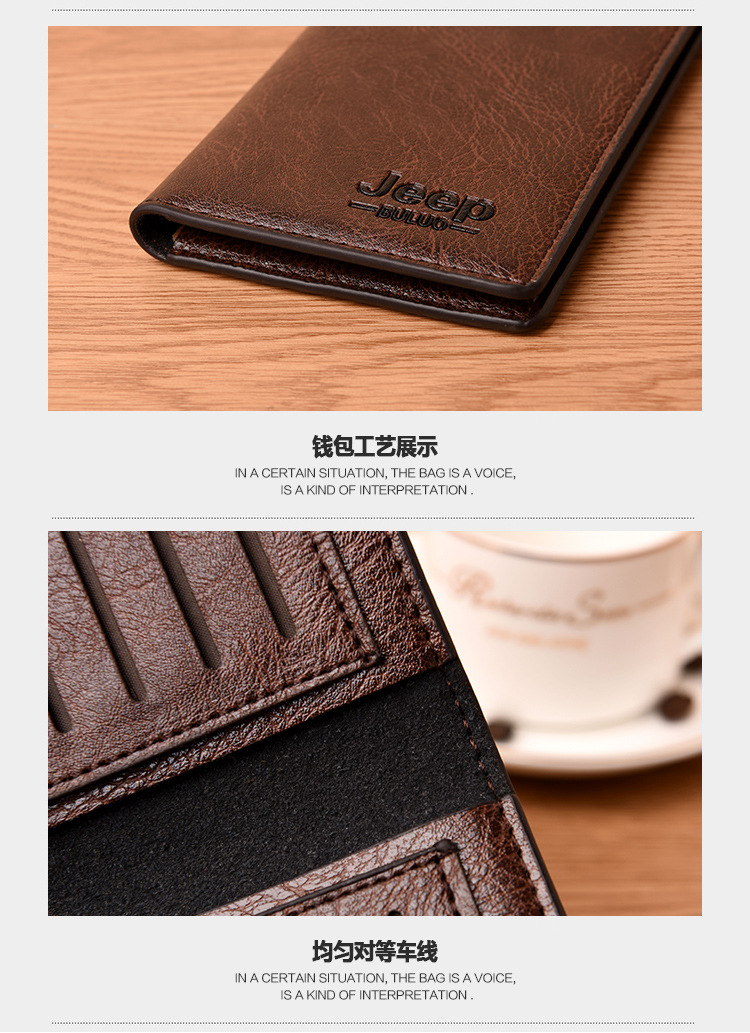 Jeep
BULUO
钱包工艺展示
IN A CERTAIN SITUATION, THE BAG IS A VOICE,
IS A KIND OF INTERPRETATION .
均匀对等车线
IN A CERTAIN SITUATION, THE BAG IS A VOICE,
IS A KIND OF INTERPRETATION .